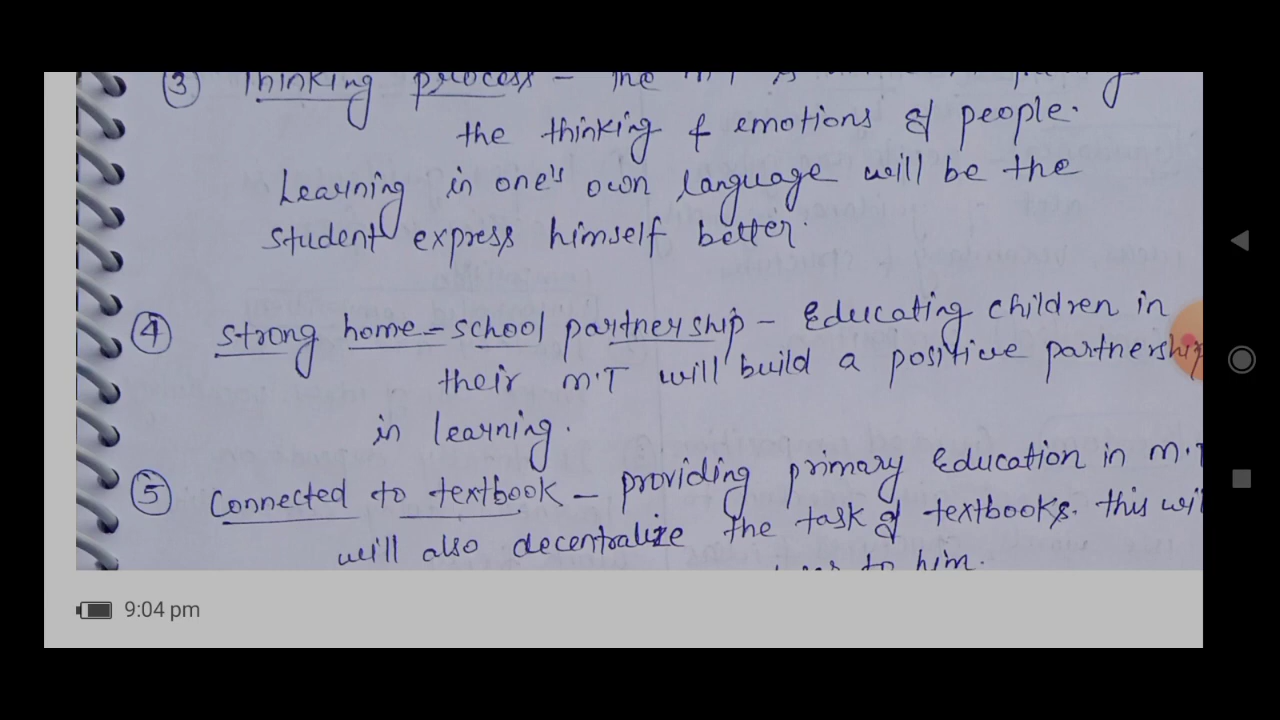 ③ Thinking process - The M.T is
the thinking & emotions of people.
Learning in one's own language will be the
student express himself better.
④ strong home-school partnership - Educating children in
their M.T will build a positive partnership
in learning.
⑤ Connected to textbook - providing primary Education in M.T
will also decentralize the task of textbooks. this will
to him.
9:04 pm